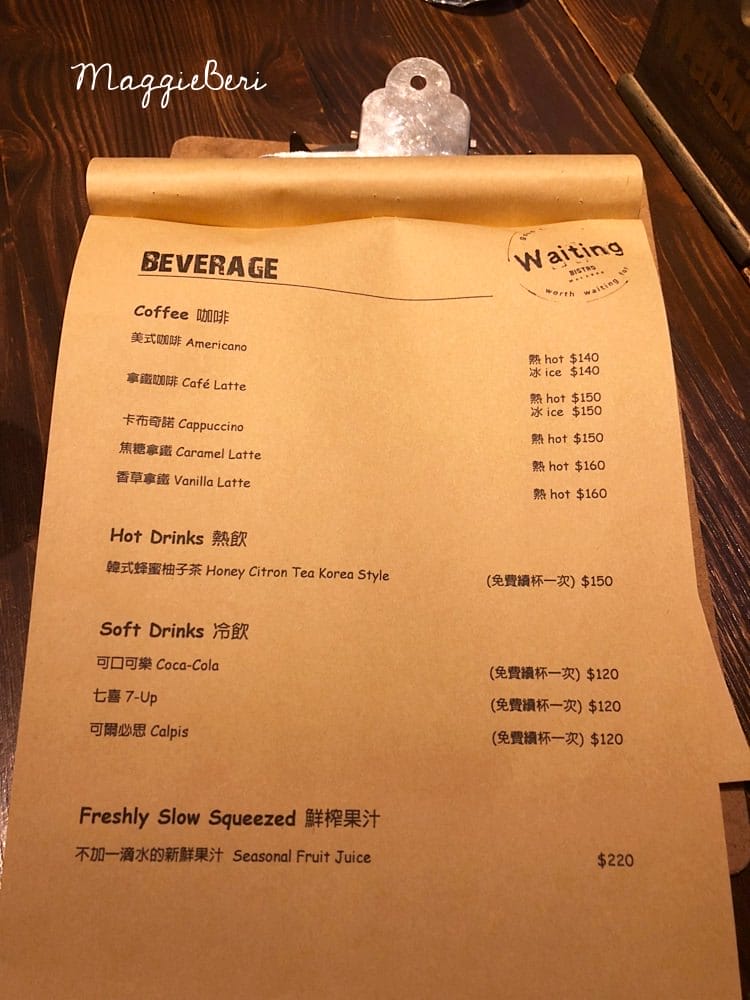 MaggieBeri
BEVERAGE
Waiting
BISTRO
worth waiting for
Coffee 咖啡
美式咖啡 Americano
熱 hot $140
冰 ice $140
拿鐵咖啡 Café Latte
熱 hot $150
冰 ice $150
卡布奇諾 Cappuccino
熱 hot $150
焦糖拿鐵 Caramel Latte
熱 hot $160
香草拿鐵 Vanilla Latte
熱 hot $160
Hot Drinks 熱飲
韓式蜂蜜柚子茶 Honey Citron Tea Korea Style (免費續杯一次) $150
Soft Drinks 冷飲
可口可樂 Coca-Cola (免費續杯一次) $120
七喜 7-Up (免費續杯一次) $120
可爾必思 Calpis (免費續杯一次) $120
Freshly Slow Squeezed 鮮榨果汁
不加一滴水的新鮮果汁 Seasonal Fruit Juice $220